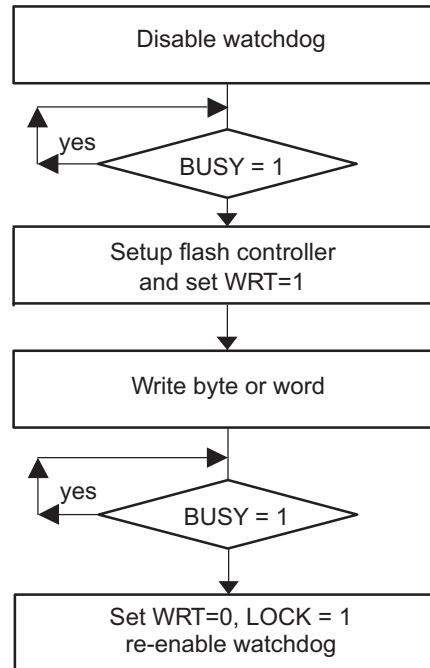 Disable watchdog
yes
BUSY = 1
Setup flash controller
and set WRT=1
Write byte or word
yes
BUSY = 1
Set WRT=0, LOCK = 1
re-enable watchdog